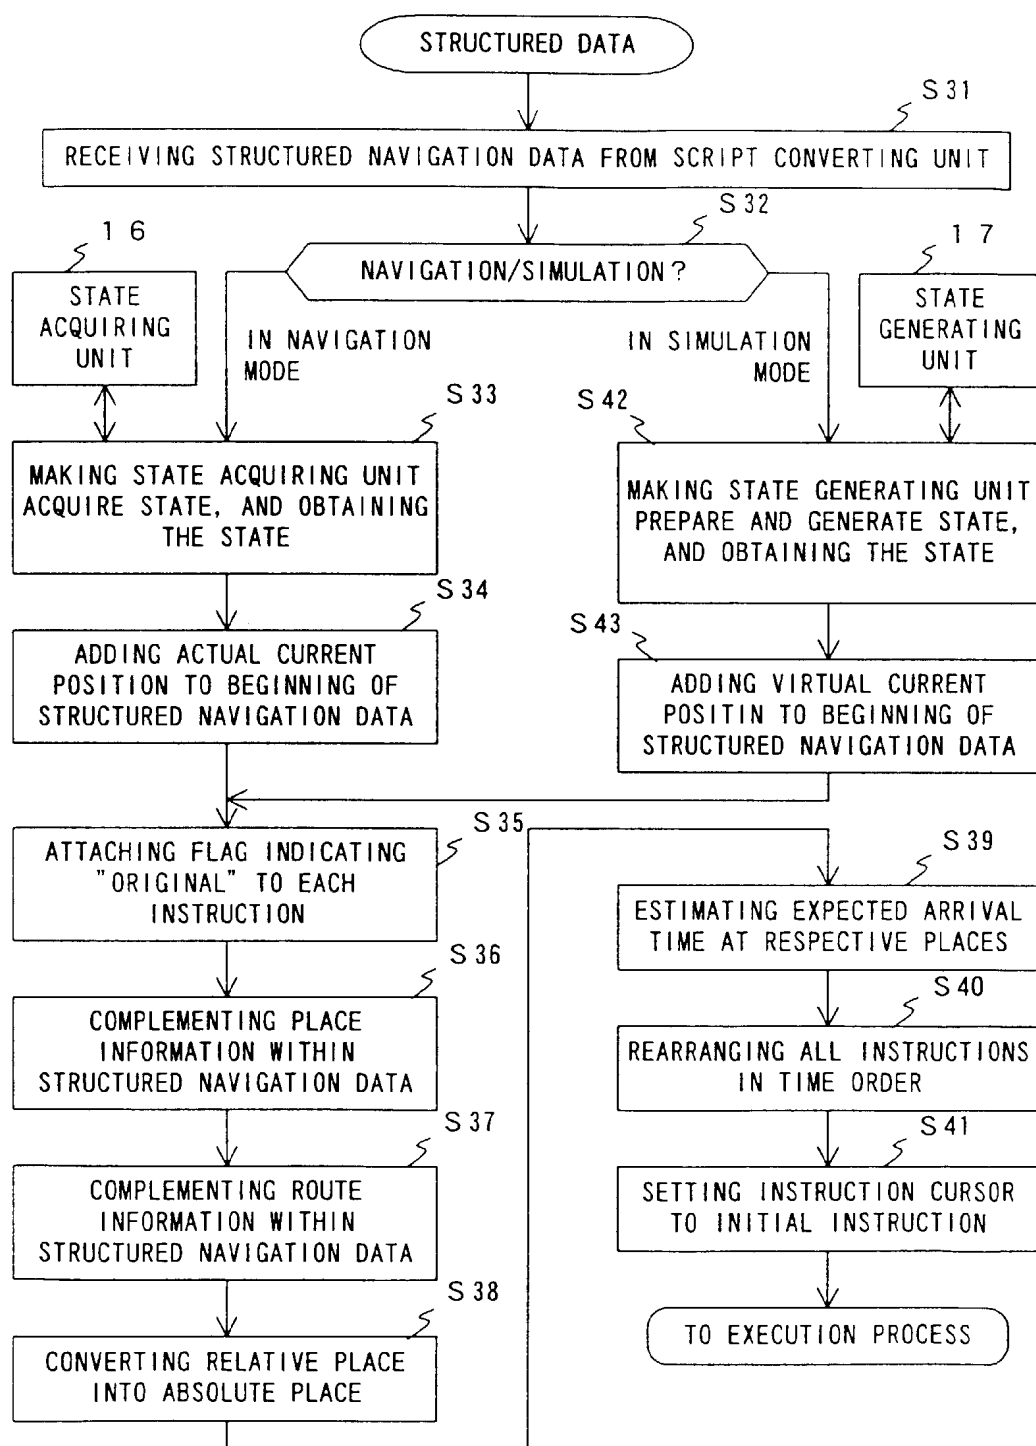 STRUCTURED DATA
S31
RECEIVING STRUCTURED NAVIGATION DATA FROM SCRIPT CONVERTING UNIT
S32
NAVIGATION/SIMULATION?
16
STATE
ACQUIRING
UNIT
17
STATE
GENERATING
UNIT
IN NAVIGATION
MODE
IN SIMULATION
MODE
S33
MAKING STATE ACQUIRING UNIT
ACQUIRE STATE, AND OBTAINING
THE STATE
S42
MAKING STATE GENERATING UNIT
PREPARE AND GENERATE STATE,
AND OBTAINING THE STATE
S34
ADDING ACTUAL CURRENT
POSITION TO BEGINNING OF
STRUCTURED NAVIGATION DATA
S43
ADDING VIRTUAL CURRENT
POSITIN TO BEGINNING OF
STRUCTURED NAVIGATION DATA
S35
ATTACHING FLAG INDICATING
"ORIGINAL" TO EACH
INSTRUCTION
S36
COMPLEMENTING PLACE
INFORMATION WITHIN
STRUCTURED NAVIGATION DATA
S37
COMPLEMENTING ROUTE
INFORMATION WITHIN
STRUCTURED NAVIGATION DATA
S38
CONVERTING RELATIVE PLACE
INTO ABSOLUTE PLACE
S39
ESTIMATING EXPECTED ARRIVAL
TIME AT RESPECTIVE PLACES
S40
REARRANGING ALL INSTRUCTIONS
IN TIME ORDER
S41
SETTING INSTRUCTION CURSOR
TO INITIAL INSTRUCTION
TO EXECUTION PROCESS